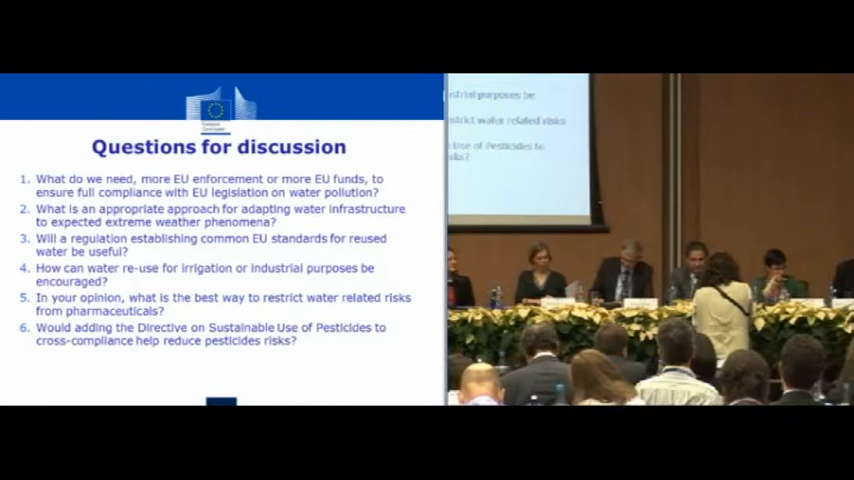 European
Commission
Questions for discussion
1. What do we need, more EU enforcement or more EU funds, to
ensure full compliance with EU legislation on water pollution?
2. What is an appropriate approach for adapting water infrastructure
to expected extreme weather phenomena?
3. Will a regulation establishing common EU standards for reused
water be useful?
4. How can water re-use for irrigation or industrial purposes be
encouraged?
5. In your opinion, what is the best way to restrict water related risks
from pharmaceuticals?
6. Would adding the Directive on Sustainable Use of Pesticides to
cross-compliance help reduce pesticides risks?
ustrial purposes be
strict water related risks
Use of Pesticides to
isks?